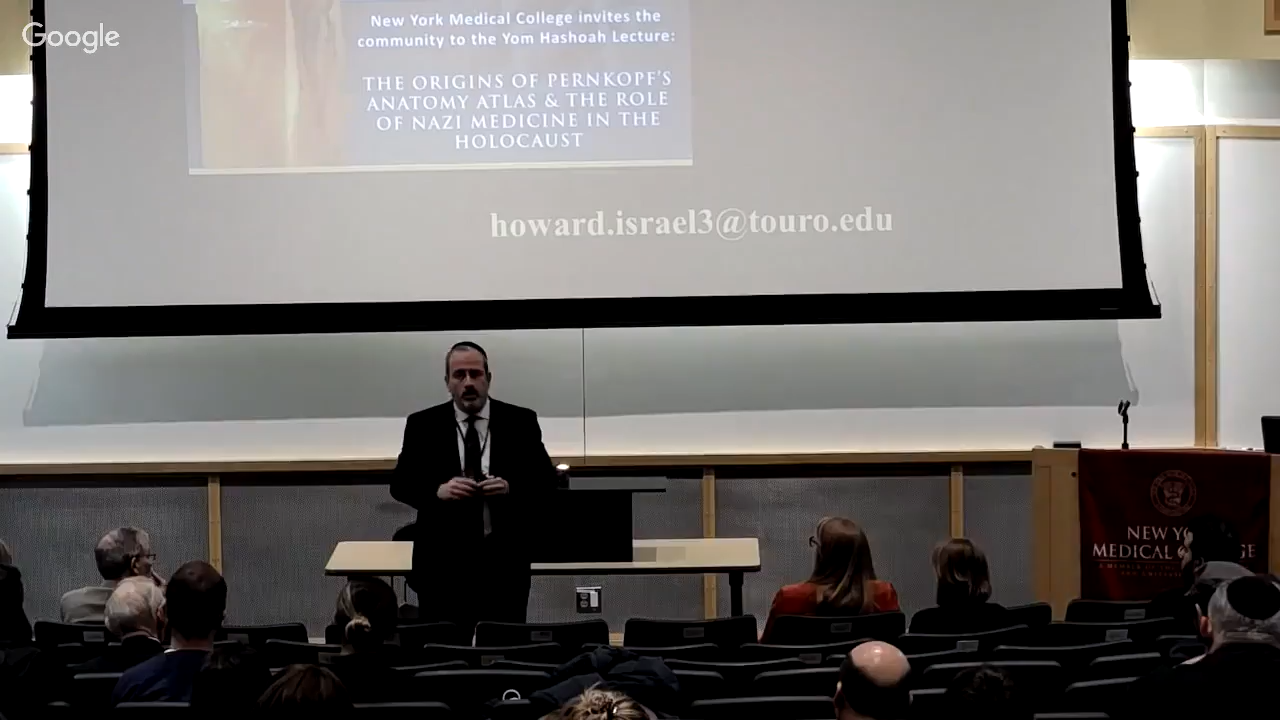 Google
New York Medical College invites the
community to the Yom Hashoah Lecture:
THE ORIGINS OF PERNKOPF'S
ANATOMY ATLAS & THE ROLE
OF NAZI MEDICINE IN THE
HOLOCAUST
howard.israel3@touro.edu
NEW
MEDICAL